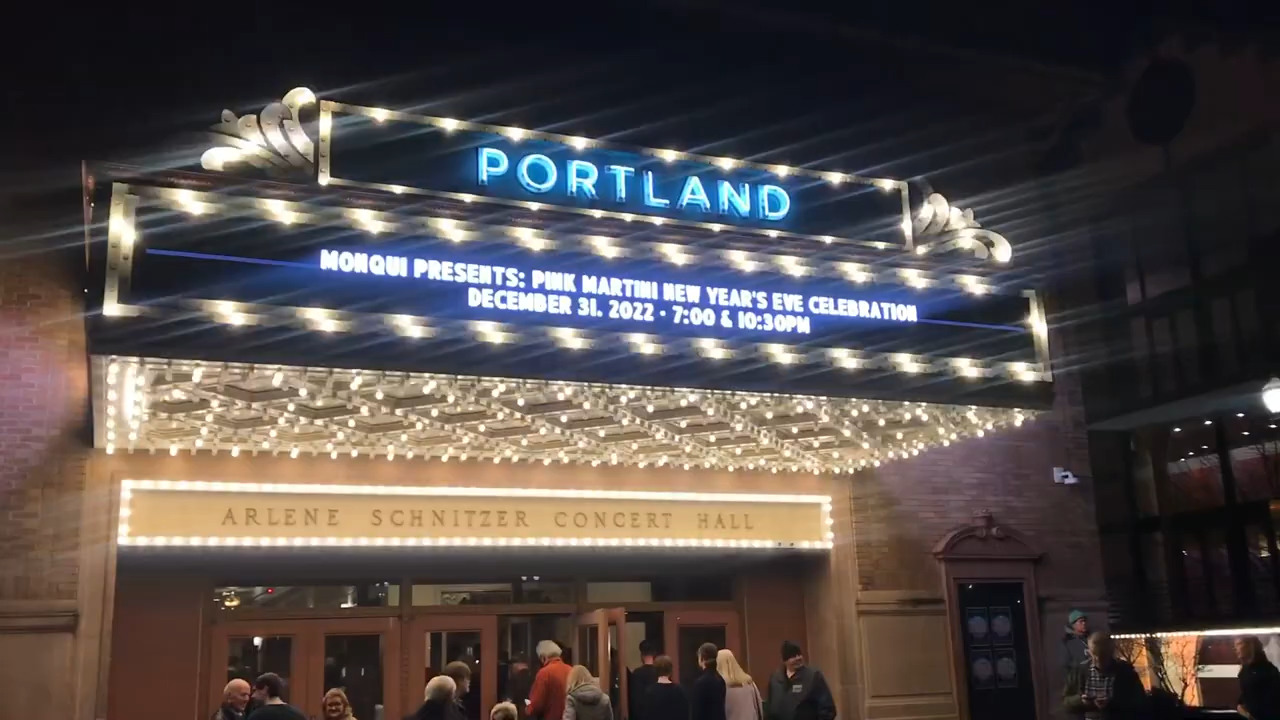 PORTLAND
MONQUI PRESENTS: PINK MARTINI NEW YEAR'S EVE CELEBRATION
DECEMBER 31, 2022 · 7:00 & 10:30PM
ARLENE SCHNITZER CONCERT HALL